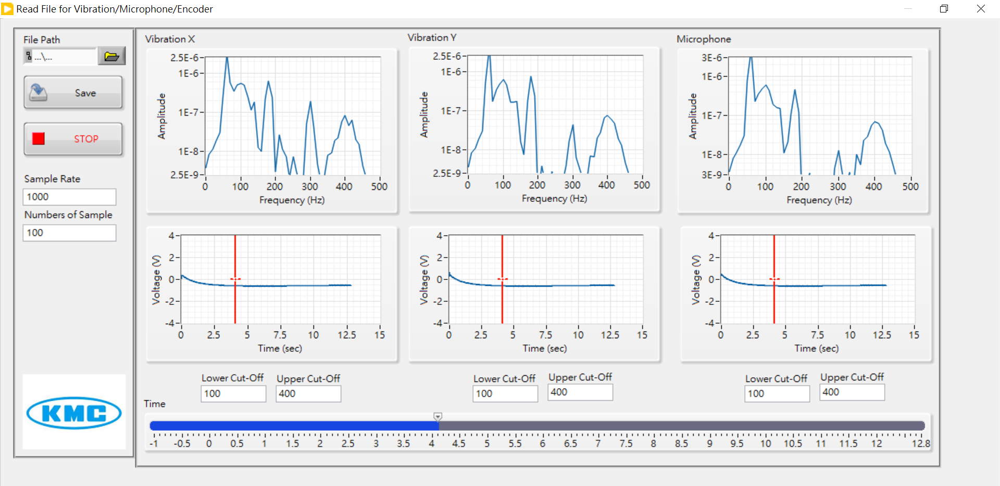 Read File for Vibration/Microphone/Encoder
File Path
...\...
Save
STOP
Sample Rate
1000
Numbers of Sample
100
KMC
Vibration X
Amplitude
2.5E-6
1E-6
1E-7
1E-8
2.5E-9
0 100 200 300 400 500
Frequency (Hz)
Vibration Y
Amplitude
2.5E-6
1E-6
1E-7
1E-8
2.5E-9
0 100 200 300 400 500
Frequency (Hz)
Microphone
Amplitude
3E-6
1E-6
1E-7
1E-8
3E-9
0 100 200 300 400 500
Frequency (Hz)
Voltage (V)
4
2
0
-2
-4
0 2.5 5 7.5 10 12.5 15
Time (sec)
Voltage (V)
4
2
0
-2
-4
0 2.5 5 7.5 10 12.5 15
Time (sec)
Voltage (V)
4
2
0
-2
-4
0 2.5 5 7.5 10 12.5 15
Time (sec)
Lower Cut-Off Upper Cut-Off
100 400
Lower Cut-Off Upper Cut-Off
100 400
Lower Cut-Off Upper Cut-Off
100 400
Time
-1 -0.5 0 0.5 1 1.5 2 2.5 3 3.5 4 4.5 5 5.5 6 6.5 7 7.5 8 8.5 9 9.5 10 10.5 11 11.5 12 12.8